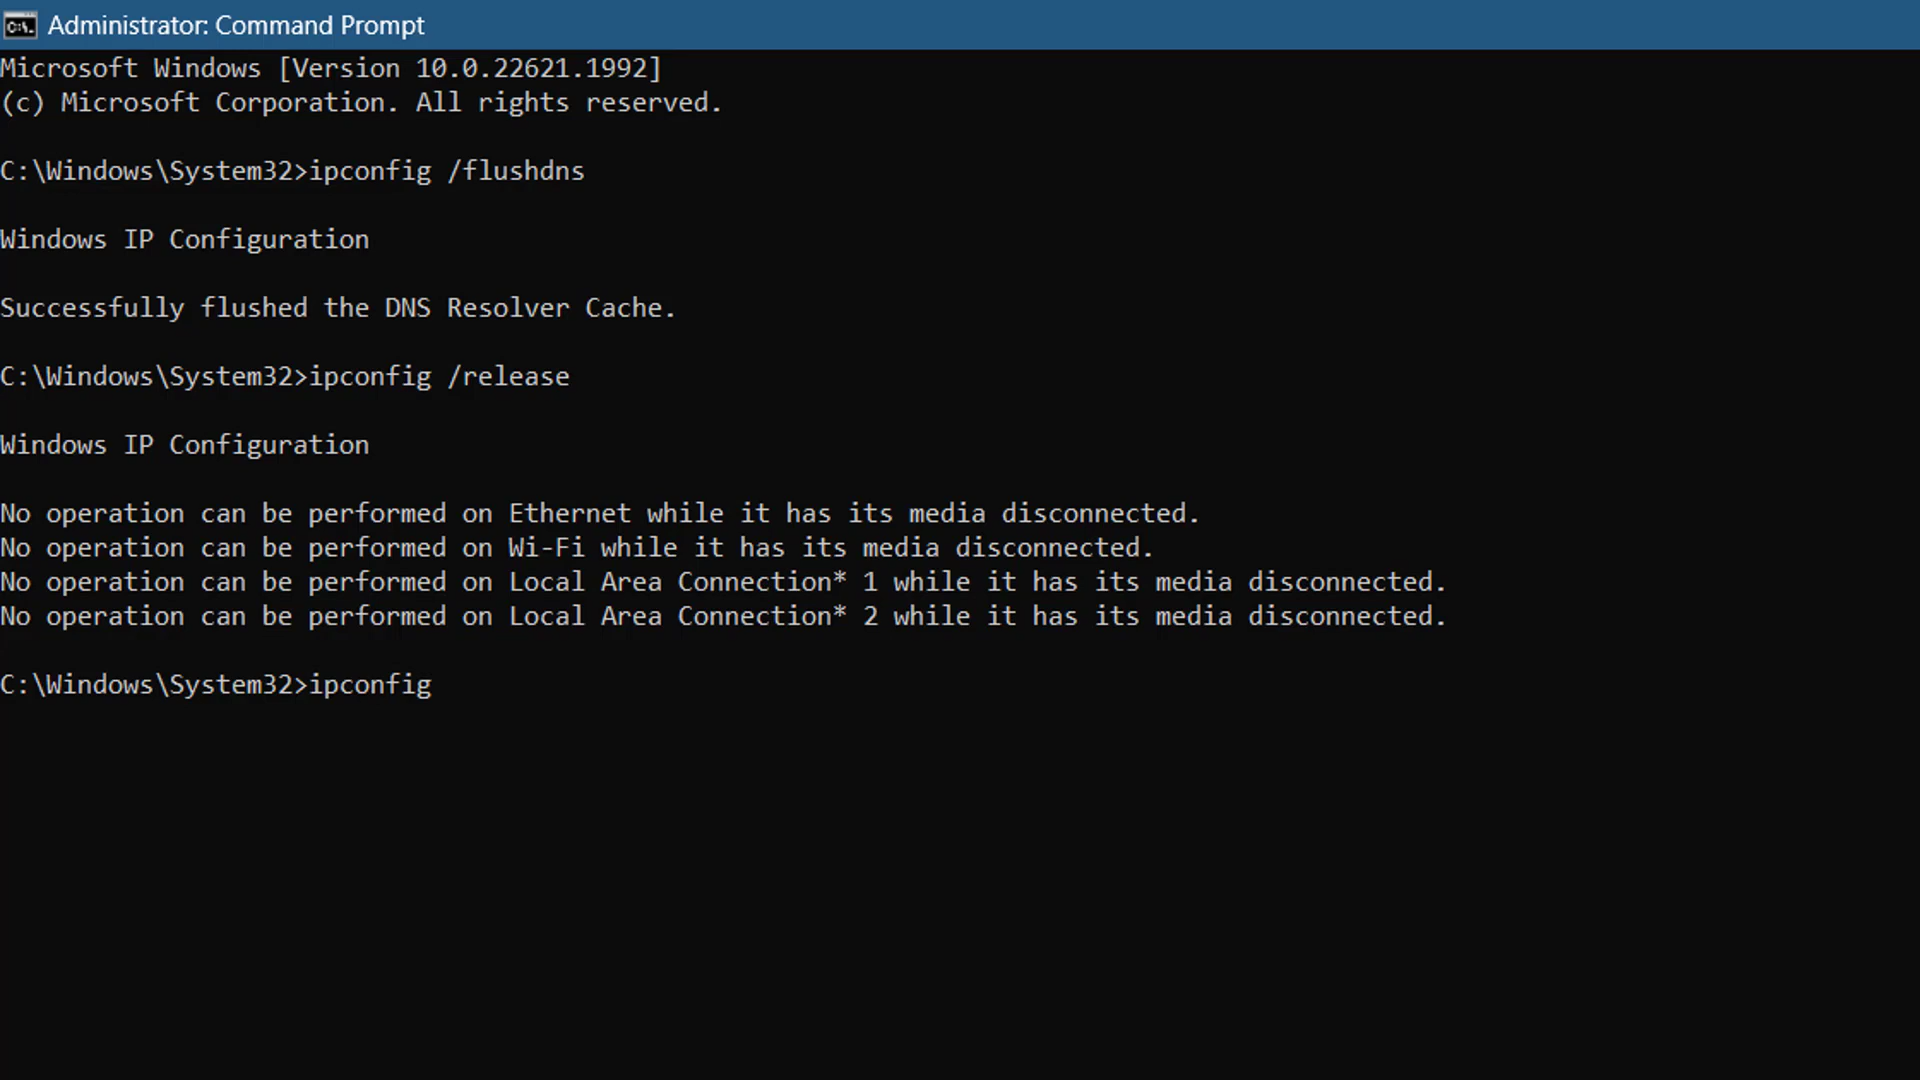 Administrator: Command Prompt
Microsoft Windows [Version 10.0.22621.1992]
(c) Microsoft Corporation. All rights reserved.
C:\Windows\System32>ipconfig /flushdns
Windows IP Configuration
Successfully flushed the DNS Resolver Cache.
C:\Windows\System32>ipconfig /release
Windows IP Configuration
No operation can be performed on Ethernet while it has its media disconnected.
No operation can be performed on Wi-Fi while it has its media disconnected.
No operation can be performed on Local Area Connection* 1 while it has its media disconnected.
No operation can be performed on Local Area Connection* 2 while it has its media disconnected.
C:\Windows\System32>ipconfig